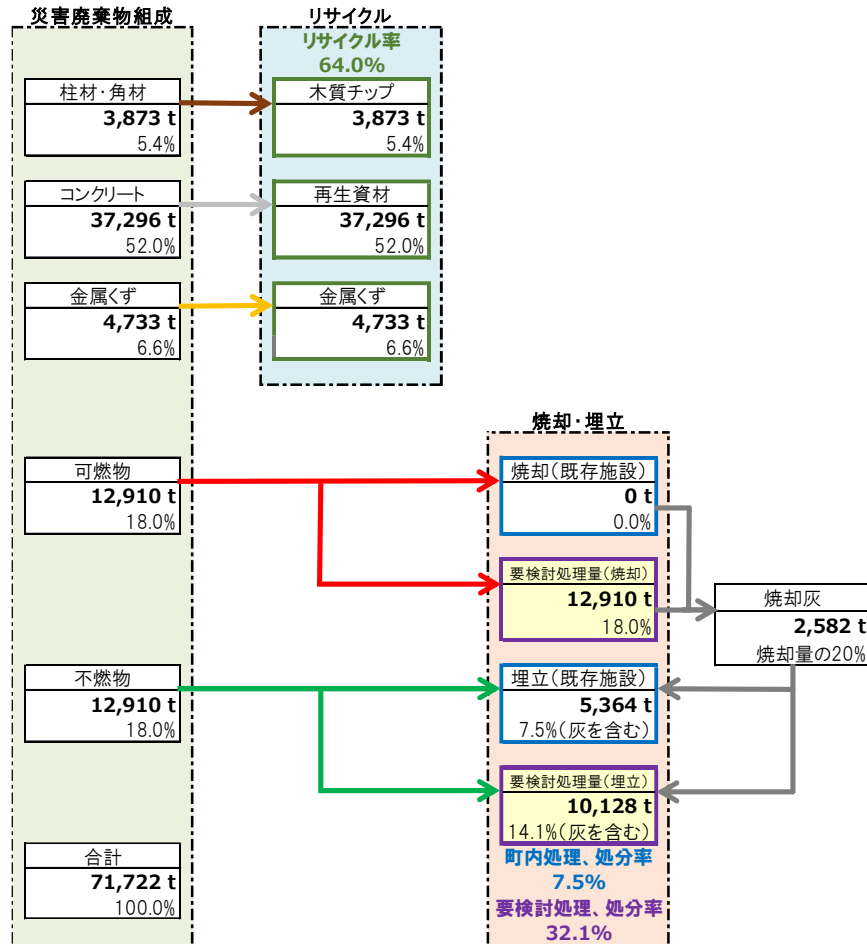 災害廃棄物組成
リサイクル
リサイクル率
64.0%
柱材・角材
3,873 t
5.4%
木質チップ
3,873 t
5.4%
コンクリート
37,296 t
52.0%
再生資材
37,296 t
52.0%
金属くず
4,733 t
6.6%
金属くず
4,733 t
6.6%
焼却・埋立
可燃物
12,910 t
18.0%
焼却(既存施設)
0 t
0.0%
要検討処理量(焼却)
12,910 t
18.0%
焼却灰
2,582 t
焼却量の20%
不燃物
12,910 t
18.0%
埋立(既存施設)
5,364 t
7.5%(灰を含む)
要検討処理量(埋立)
10,128 t
14.1%(灰を含む)
合計
71,722 t
100.0%
町内処理、処分率
7.5%
要検討処理、処分率
32.1%